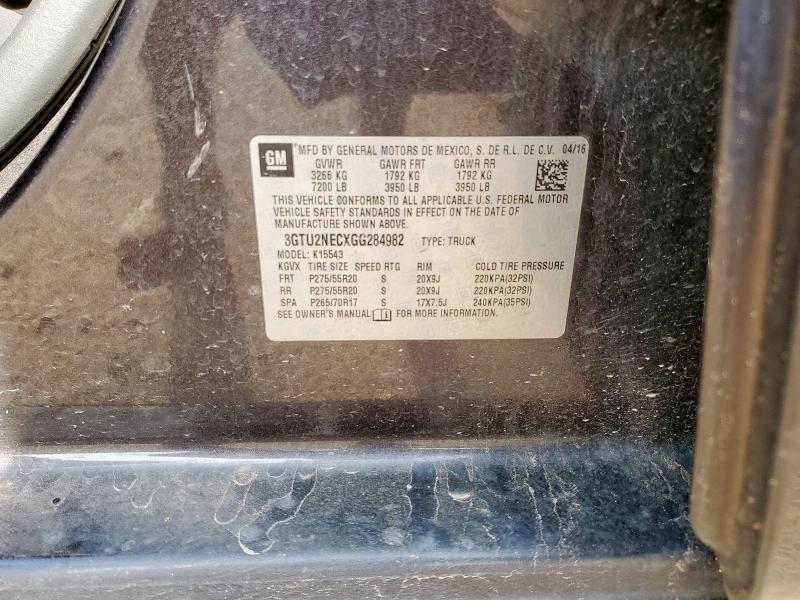 GM ® MFD BY GENERAL MOTORS DE MEXICO, S. DE R.L. DE C.V. 04/16
GVWR GAWR FRT GAWR RR
3266 KG 1792 KG 1792 KG
7200 LB 3950 LB 3950 LB
THIS VEHICLE CONFORMS TO ALL APPLICABLE U.S. FEDERAL MOTOR
VEHICLE SAFETY STANDARDS IN EFFECT ON THE DATE OF
MANUFACTURE SHOWN ABOVE.
3GTU2NECXGG284982 TYPE: TRUCK
MODEL: K15543
KGVX TIRE SIZE SPEED RTG RIM COLD TIRE PRESSURE
FRT P275/55R20 S 20X9J 220KPA(32PSI)
RR P275/55R20 S 20X9J 220KPA(32PSI)
SPA P265/70R17 S 17X7.5J 240KPA(35PSI)
SEE OWNER'S MANUAL FOR MORE INFORMATION.